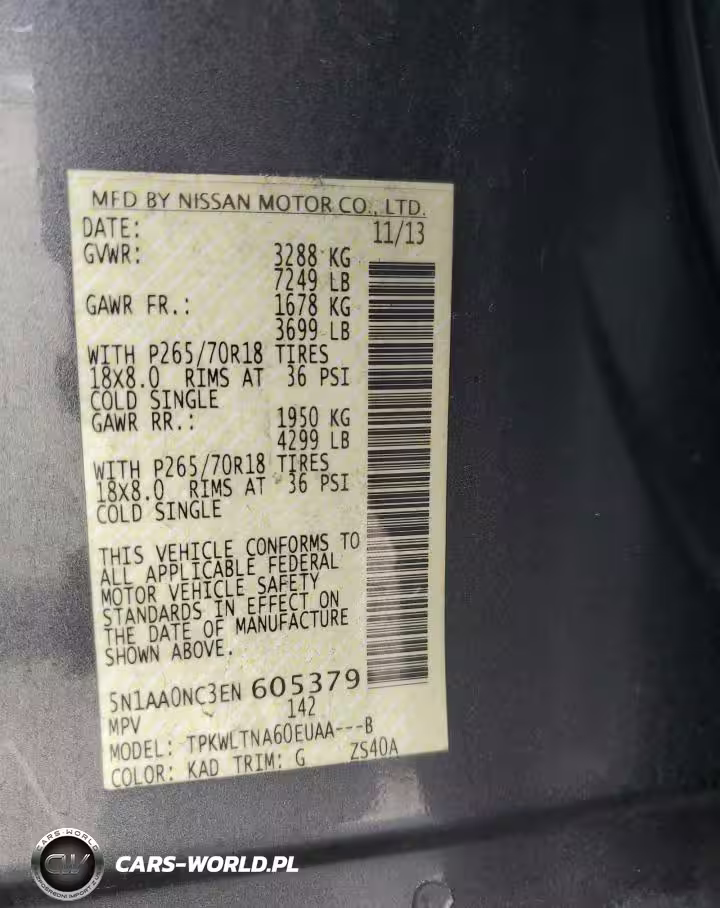 MFD BY NISSAN MOTOR CO., LTD.
DATE: 11/13
GVWR: 3288 KG
7249 LB
GAWR FR.: 1678 KG
3699 LB
WITH P265/70R18 TIRES
18X8.0 RIMS AT 36 PSI
COLD SINGLE
GAWR RR.: 1950 KG
4299 LB
WITH P265/70R18 TIRES
18X8.0 RIMS AT 36 PSI
COLD SINGLE
THIS VEHICLE CONFORMS TO
ALL APPLICABLE FEDERAL
MOTOR VEHICLE SAFETY
STANDARDS IN EFFECT ON
THE DATE OF MANUFACTURE
SHOWN ABOVE.
5N1AA0NC3EN 605379
MPV 142
MODEL: TPKWLTNA60EUAA---B
COLOR: KAD TRIM: G ZS40A
CARS-WORLD
CW
CARS-WORLD.PL